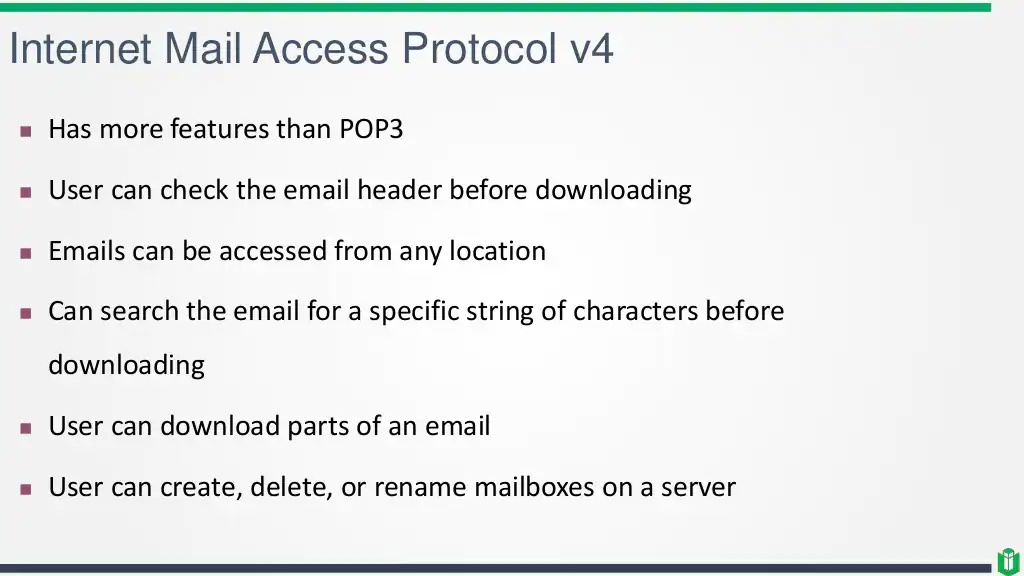 Internet Mail Access Protocol v4
Has more features than POP3
User can check the email header before downloading
Emails can be accessed from any location
Can search the email for a specific string of characters before
downloading
User can download parts of an email
User can create, delete, or rename mailboxes on a server